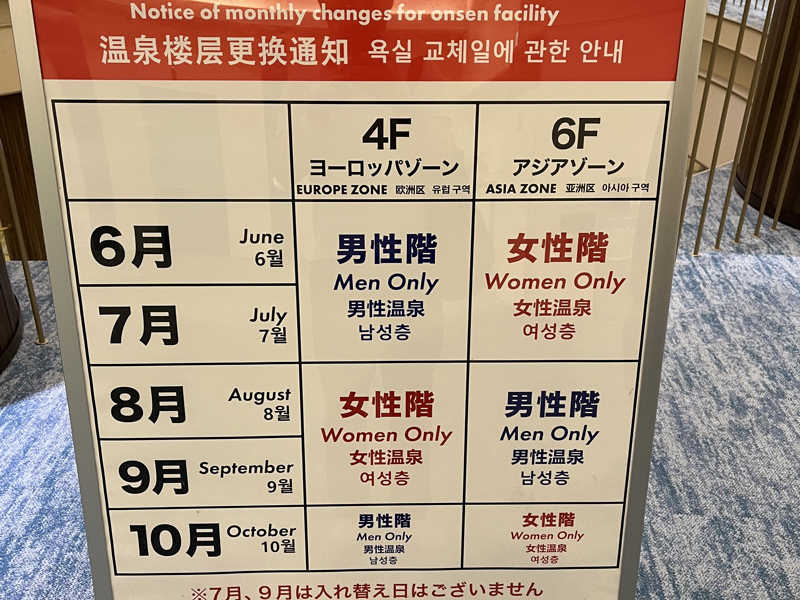 Notice of monthly changes for onsen facility
温泉楼层更换通知 욕실 교체일에 관한 안내
4F
ヨーロッパゾーン
EUROPE ZONE 欧洲区 유럽 구역
6F
アジアゾーン
ASIA ZONE 亚洲区 아시아 구역
6月 June
6월
男性階
Men Only
男性温泉
남성층
女性階
Women Only
女性温泉
여성층
7月 July
7월
8月 August
8월
女性階
Women Only
女性温泉
여성층
男性階
Men Only
男性温泉
남성층
9月 September
9월
10月 October
10월
男性階
Men Only
男性温泉
남성층
女性階
Women Only
女性温泉
여성층
※7月、9月は入れ替え日はございません